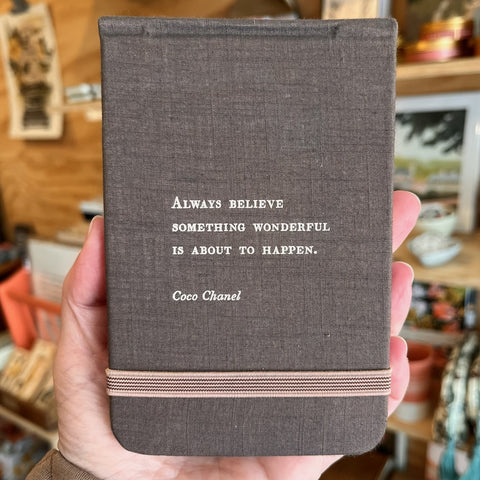 Always believe
something wonderful
is about to happen.
Coco Chanel